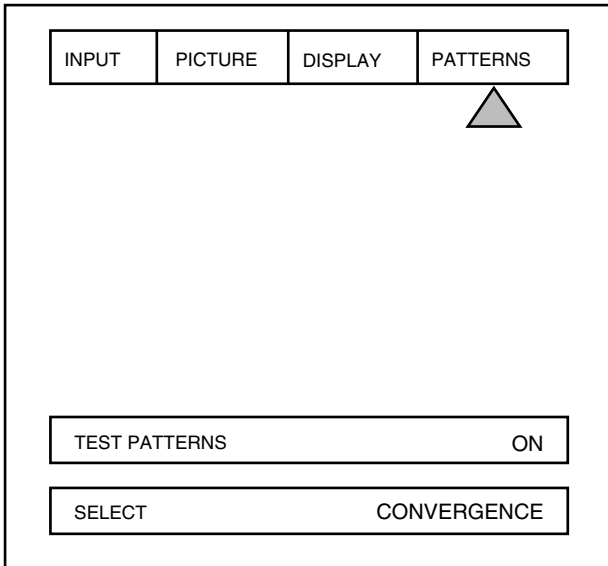 INPUT PICTURE DISPLAY PATTERNS
TEST PATTERNS ON
SELECT CONVERGENCE